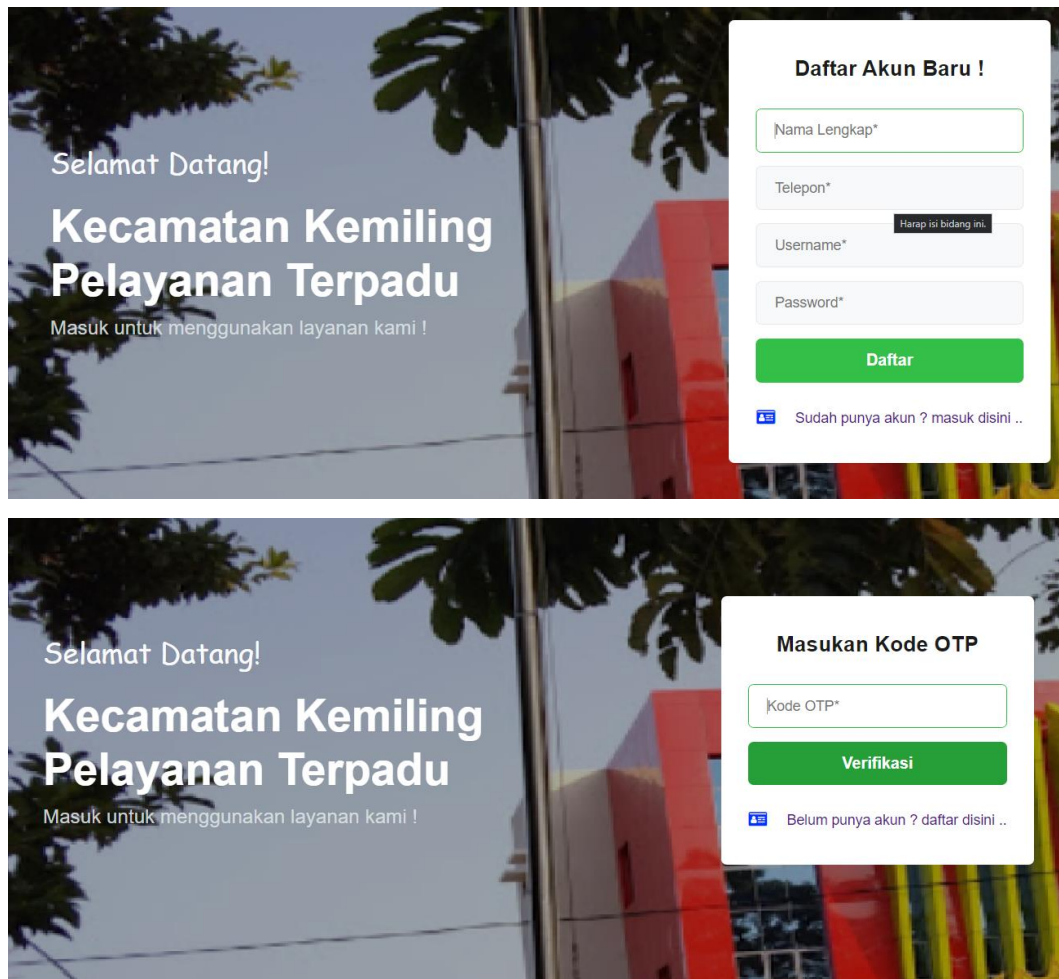 Selamat Datang!
Kecamatan Kemiling
Pelayanan Terpadu
Masuk untuk menggunakan layanan kami !
Daftar Akun Baru !
Nama Lengkap*
Telepon*
Harap isi bidang ini.
Username*
Password*
Daftar
Sudah punya akun ? masuk disini ..
Selamat Datang!
Kecamatan Kemiling
Pelayanan Terpadu
Masuk untuk menggunakan layanan kami !
Masukan Kode OTP
Kode OTP*
Verifikasi
Belum punya akun ? daftar disini ..